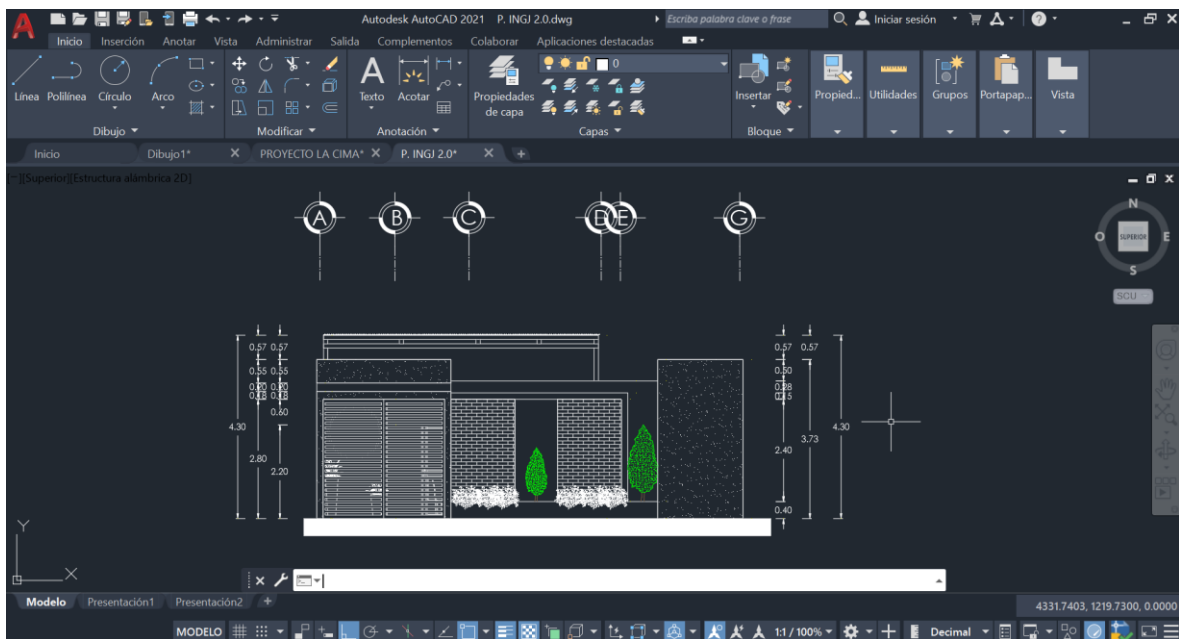 Autodesk AutoCAD 2021 P. INGJ 2.0.dwg
Escriba palabra clave o frase
Iniciar sesión
Inicio Inserción Anotar Vista Administrar Salida Complementos Colaborar Aplicaciones destacadas
0
Línea Polilínea Círculo Arco
Texto Acotar
Propiedades de capa
Insertar
Propied... Utilidades Grupos Portapap... Vista
Dibujo Modificar Anotación Capas Bloque
Inicio Dibujo1* PROYECTO LA CIMA* P. INGJ 2.0*
[−][Superior][Estructura alámbrica 2D]
A B C D E G
N
O SUPERIOR E
S
SCU
0.57 0.57
0.55 0.55
0.60
4.30
2.80
2.20
0.57 0.57
0.50
2.40
3.73
4.30
0.40
Y
X
Modelo Presentación1 Presentación2
4331.7403, 1219.7300, 0.0000
MODELO
1:1 / 100%
Decimal